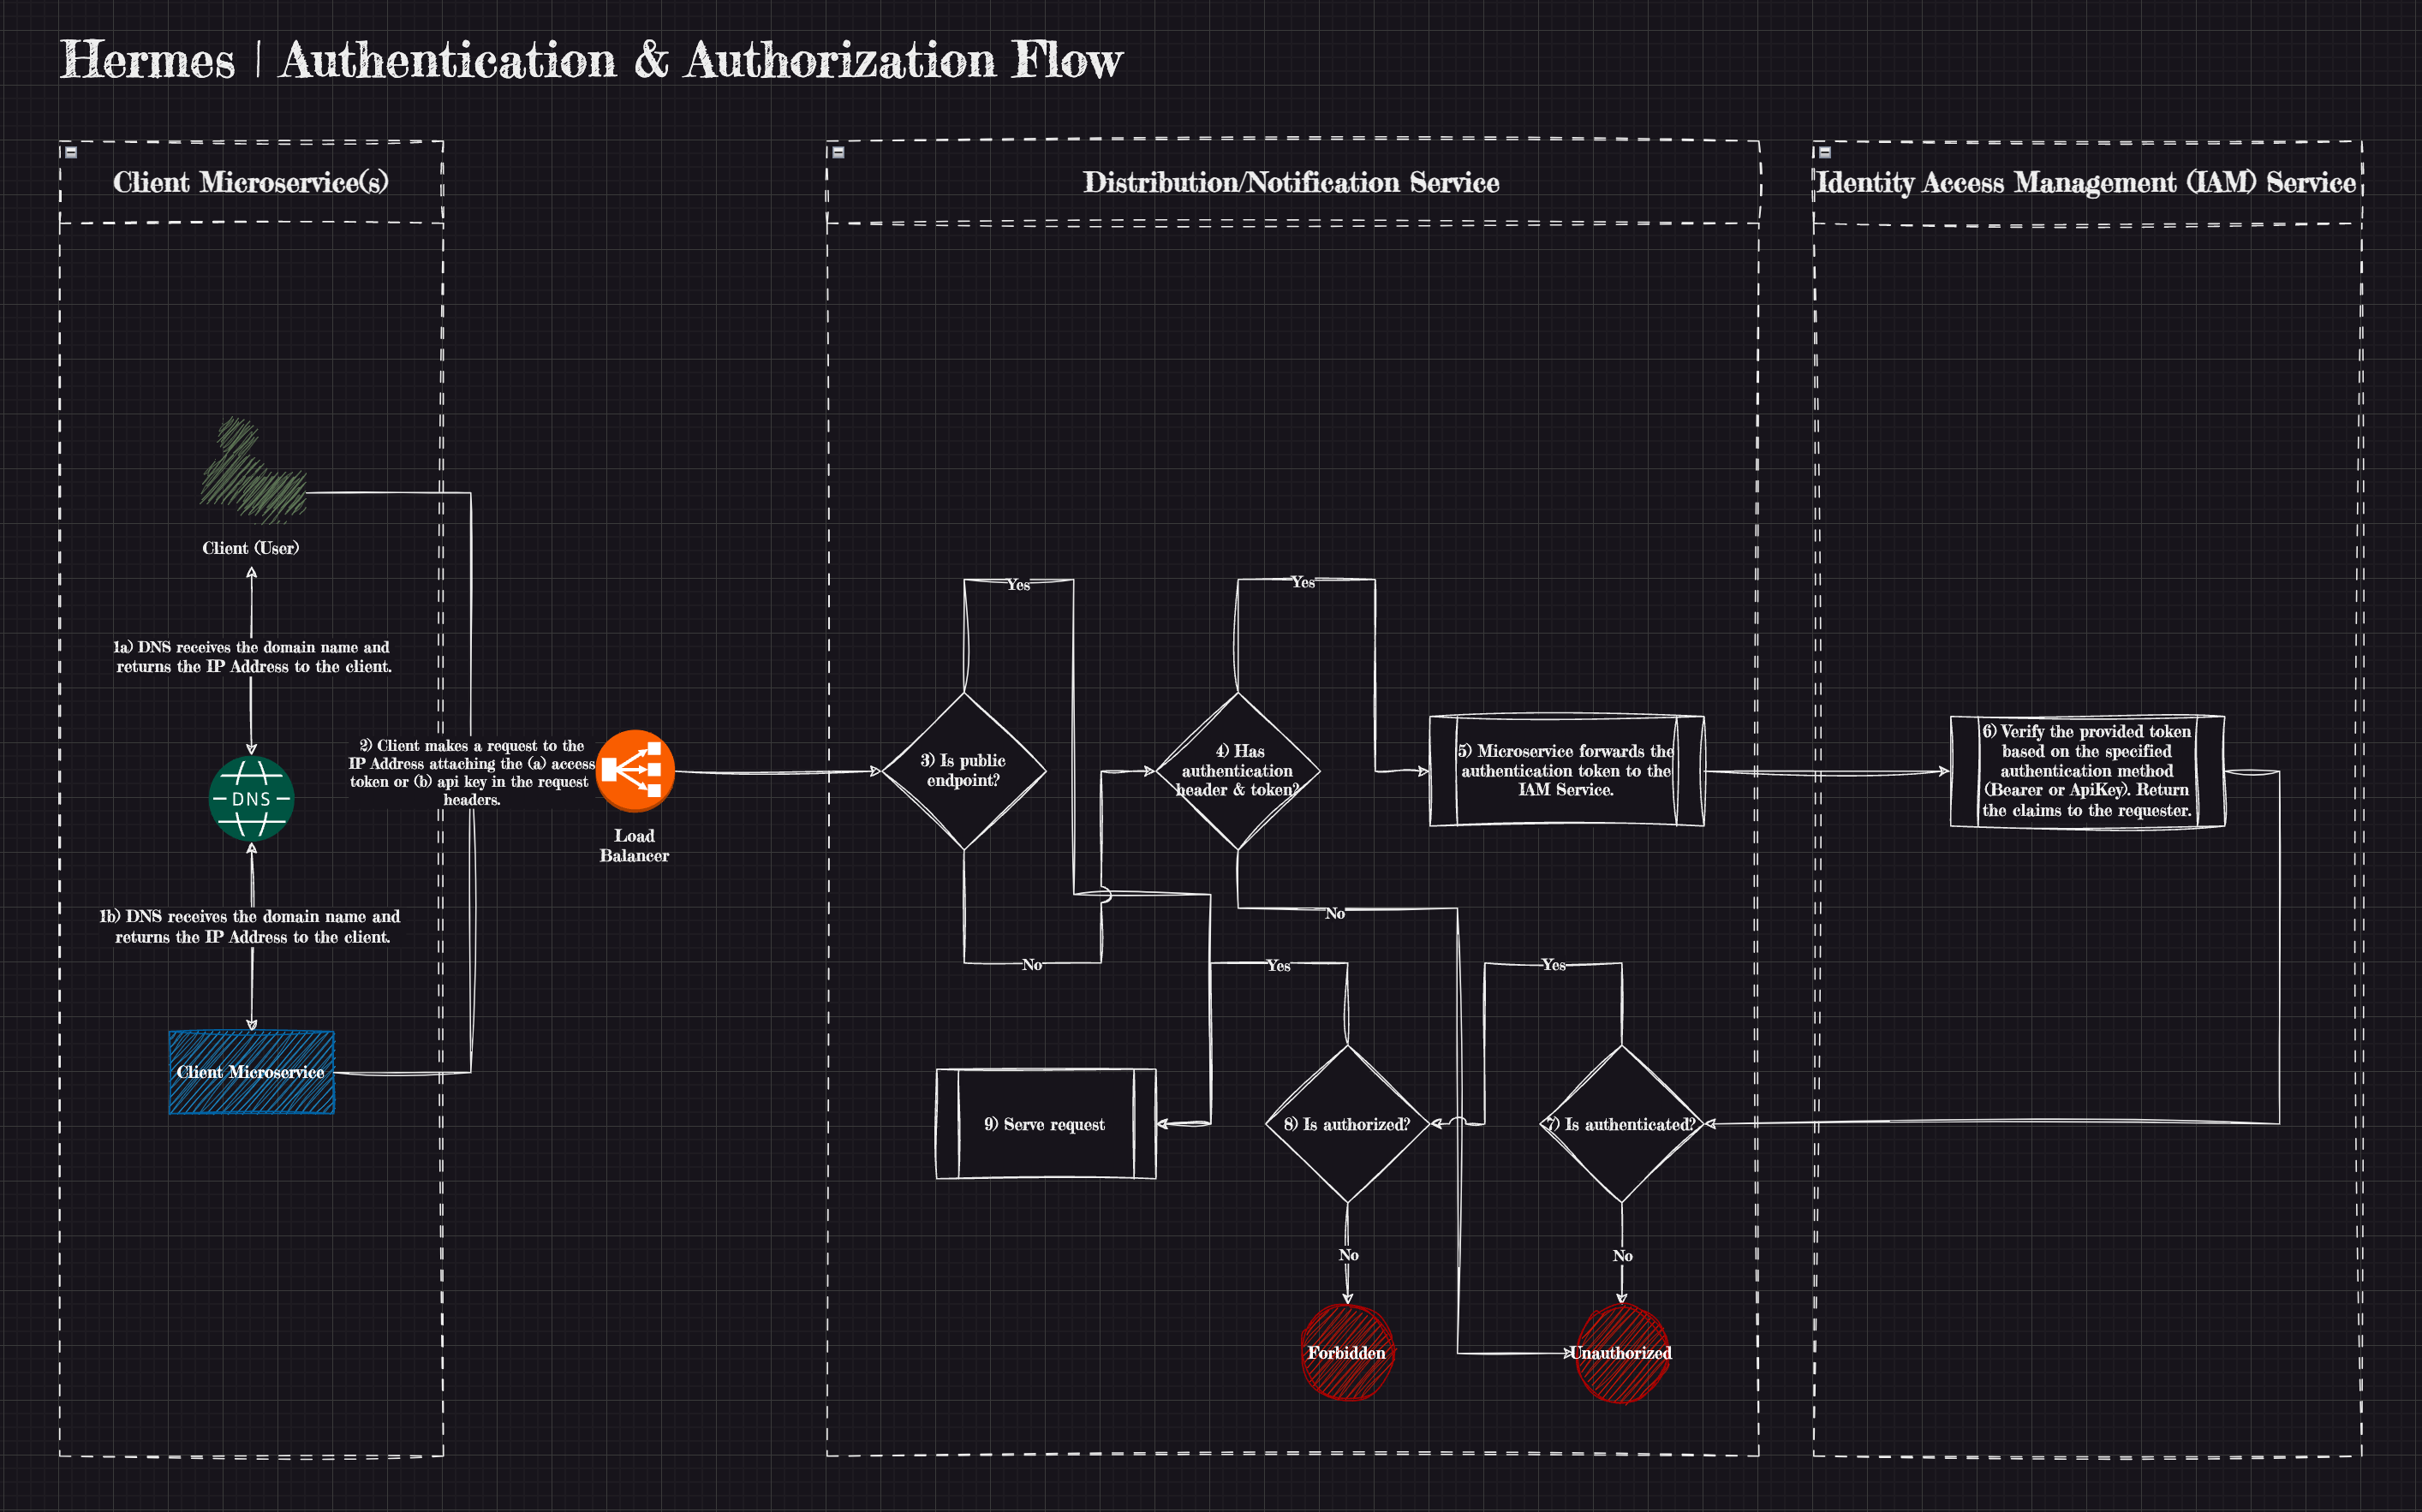 Hermes | Authentication & Authorization Flow
Client Microservice(s)
Distribution/Notification Service
Identity Access Management (IAM) Service
Client (User)
1a) DNS receives the domain name and
returns the IP Address to the client.
DNS
1b) DNS receives the domain name and
returns the IP Address to the client.
Client Microservice
2) Client makes a request to the
IP Address attaching the (a) access
token or (b) api key in the request
headers.
Load
Balancer
3) Is public
endpoint?
Yes
No
4) Has
authentication
header & token?
Yes
No
5) Microservice forwards the
authentication token to the
IAM Service.
6) Verify the provided token
based on the specified
authentication method
(Bearer or ApiKey). Return
the claims to the requester.
7) Is authenticated?
Yes
No
8) Is authorized?
Yes
No
9) Serve request
Forbidden
Unauthorized